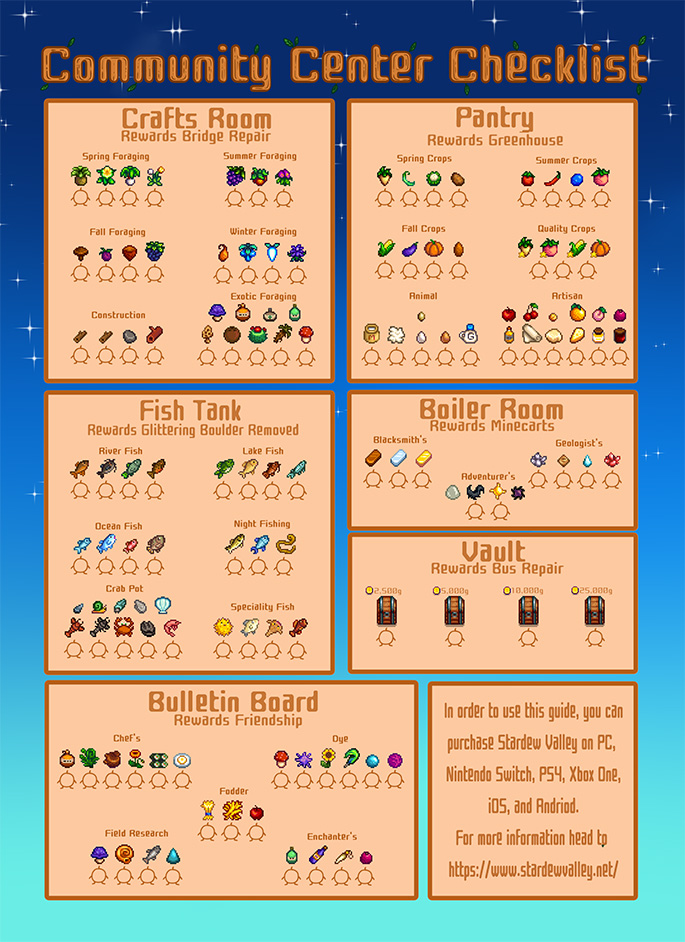 Community Center Checklist
Crafts Room
Rewards Bridge Repair
Spring Foraging
Summer Foraging
Fall Foraging
Winter Foraging
Construction
Exotic Foraging
Pantry
Rewards Greenhouse
Spring Crops
Summer Crops
Fall Crops
Quality Crops
Animal
Artisan
Fish Tank
Rewards Glittering Boulder Removed
River Fish
Lake Fish
Ocean Fish
Night Fishing
Crab Pot
Speciality Fish
Boiler Room
Rewards Minecarts
Blacksmith's
Geologist's
Adventurer's
Vault
Rewards Bus Repair
2,500g
5,000g
10,000g
25,000g
Bulletin Board
Rewards Friendship
Chef's
Dye
Fodder
Field Research
Enchanter's
In order to use this guide, you can
purchase Stardew Valley on PC,
Nintendo Switch, PS4, Xbox One,
iOS, and Andriod.
For more information head tp
https://www.stardewvalley.net/